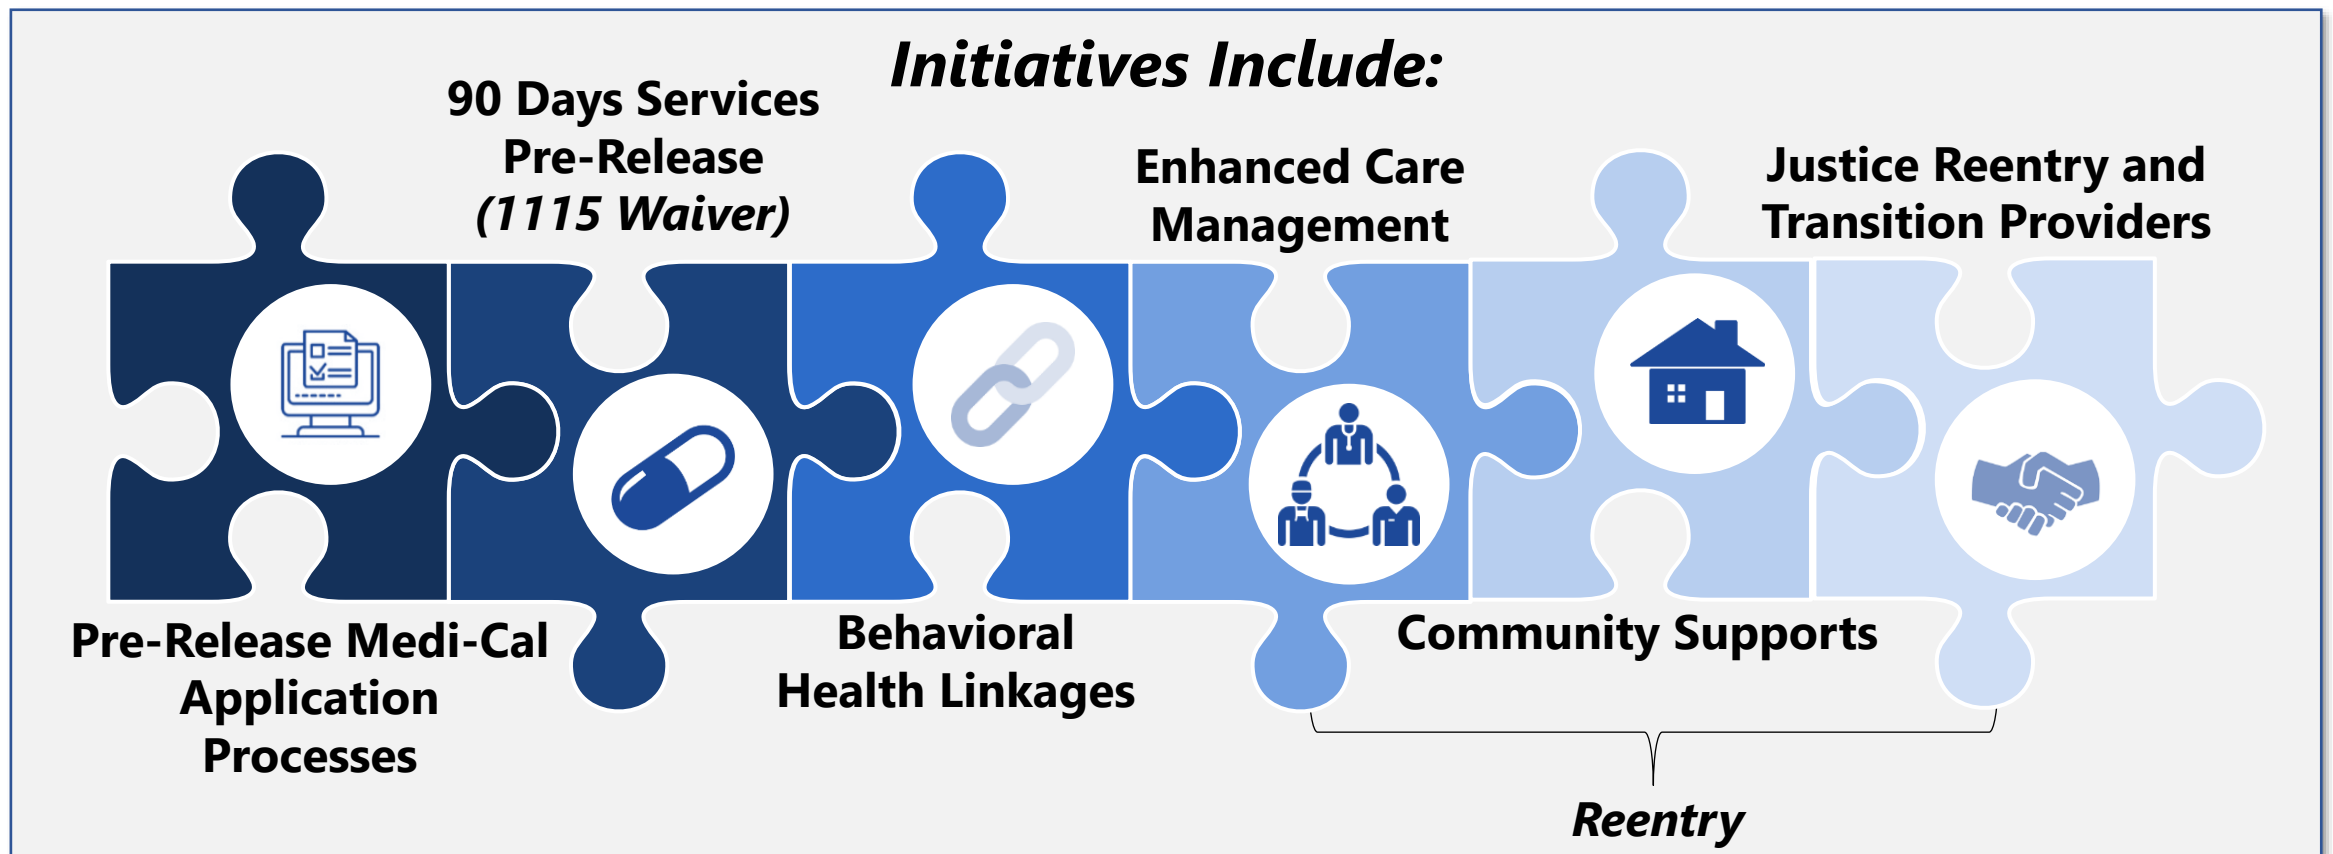 Initiatives Include:
90 Days Services
Pre-Release
(1115 Waiver)
Enhanced Care
Management
Justice Reentry and
Transition Providers
Pre-Release Medi-Cal
Application
Processes
Behavioral
Health Linkages
Community Supports
Reentry